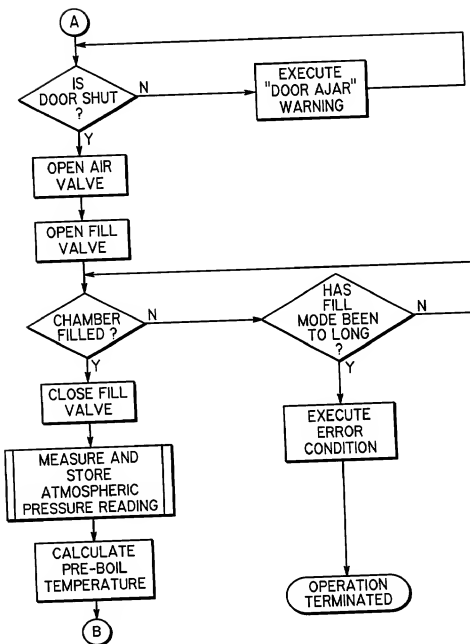 A
IS
DOOR SHUT
?
N
EXECUTE
"DOOR AJAR"
WARNING
Y
OPEN AIR
VALVE
OPEN FILL
VALVE
CHAMBER
FILLED ?
N
HAS
FILL
MODE BEEN
TO LONG
?
N
Y
Y
CLOSE FILL
VALVE
EXECUTE
ERROR
CONDITION
MEASURE AND
STORE
ATMOSPHERIC
PRESSURE READING
CALCULATE
PRE-BOIL
TEMPERATURE
OPERATION
TERMINATED
B